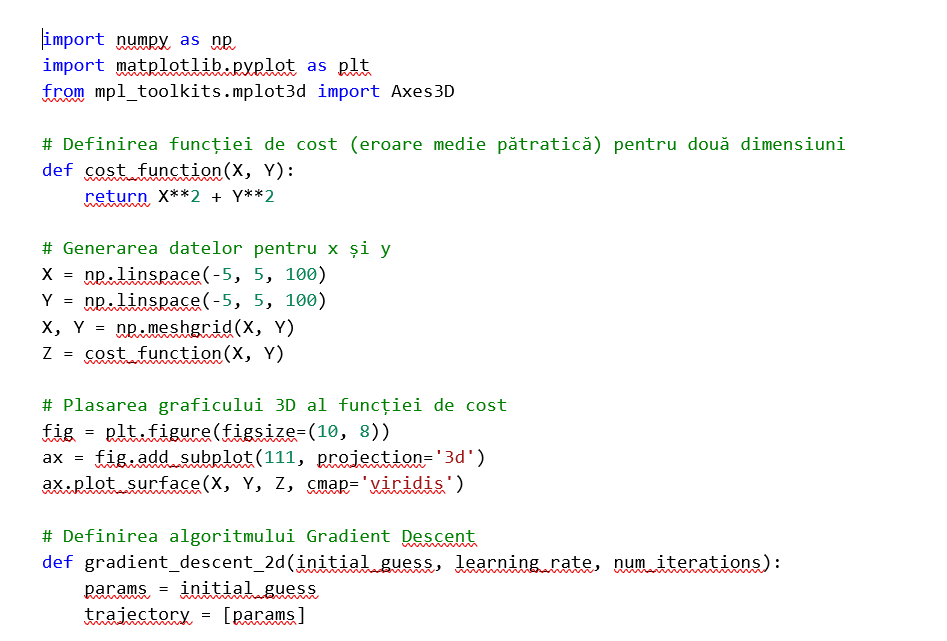 import numpy as np
import matplotlib.pyplot as plt
from mpl_toolkits.mplot3d import Axes3D
# Definirea funcției de cost (eroare medie pătratică) pentru două dimensiuni
def cost_function(X, Y):
    return X**2 + Y**2
# Generarea datelor pentru x și y
X = np.linspace(-5, 5, 100)
Y = np.linspace(-5, 5, 100)
X, Y = np.meshgrid(X, Y)
Z = cost_function(X, Y)
# Plasarea graficului 3D al funcției de cost
fig = plt.figure(figsize=(10, 8))
ax = fig.add_subplot(111, projection='3d')
ax.plot_surface(X, Y, Z, cmap='viridis')
# Definirea algoritmului Gradient Descent
def gradient_descent_2d(initial_guess, learning_rate, num_iterations):
    params = initial_guess
    trajectory = [params]